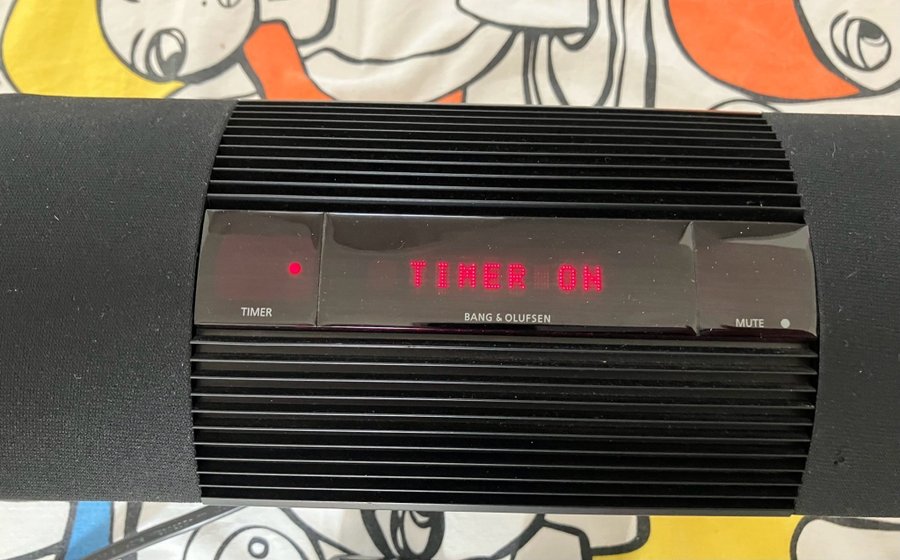 TIMER ON
TIMER
BANG & OLUFSEN
MUTE